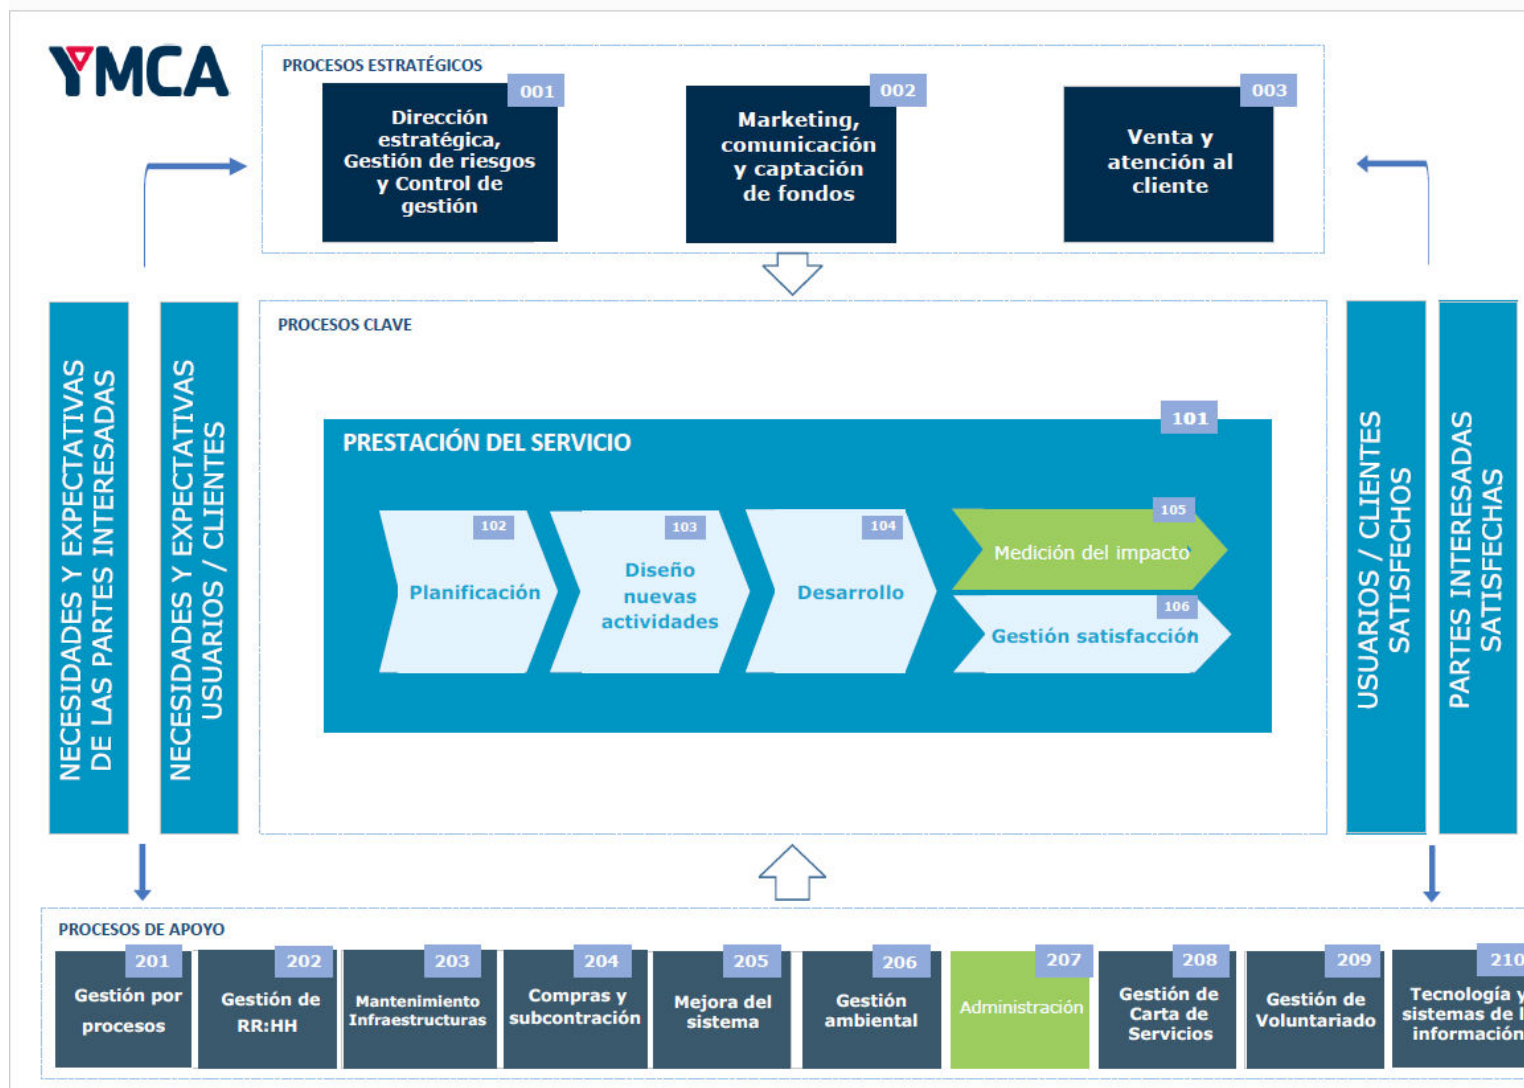 YMCA
PROCESOS ESTRATÉGICOS
001
Dirección
estratégica,
Gestión de riesgos
y Control de
gestión
002
Marketing,
comunicación
y captación
de fondos
003
Venta y
atención al
cliente
NECESIDADES Y EXPECTATIVAS
DE LAS PARTES INTERESADAS
NECESIDADES Y EXPECTATIVAS
USUARIOS / CLIENTES
PROCESOS CLAVE
101
PRESTACIÓN DEL SERVICIO
102
Planificación
103
Diseño
nuevas
actividades
104
Desarrollo
105
Medición del impacto
106
Gestión satisfacción
USUARIOS / CLIENTES
SATISFECHOS
PARTES INTERESADAS
SATISFECHAS
PROCESOS DE APOYO
201
Gestión por
procesos
202
Gestión de
RR:HH
203
Mantenimiento
Infraestructuras
204
Compras y
subcontración
205
Mejora del
sistema
206
Gestión
ambiental
207
Administración
208
Gestión de
Carta de
Servicios
209
Gestión de
Voluntariado
210
Tecnología y
sistemas de
información